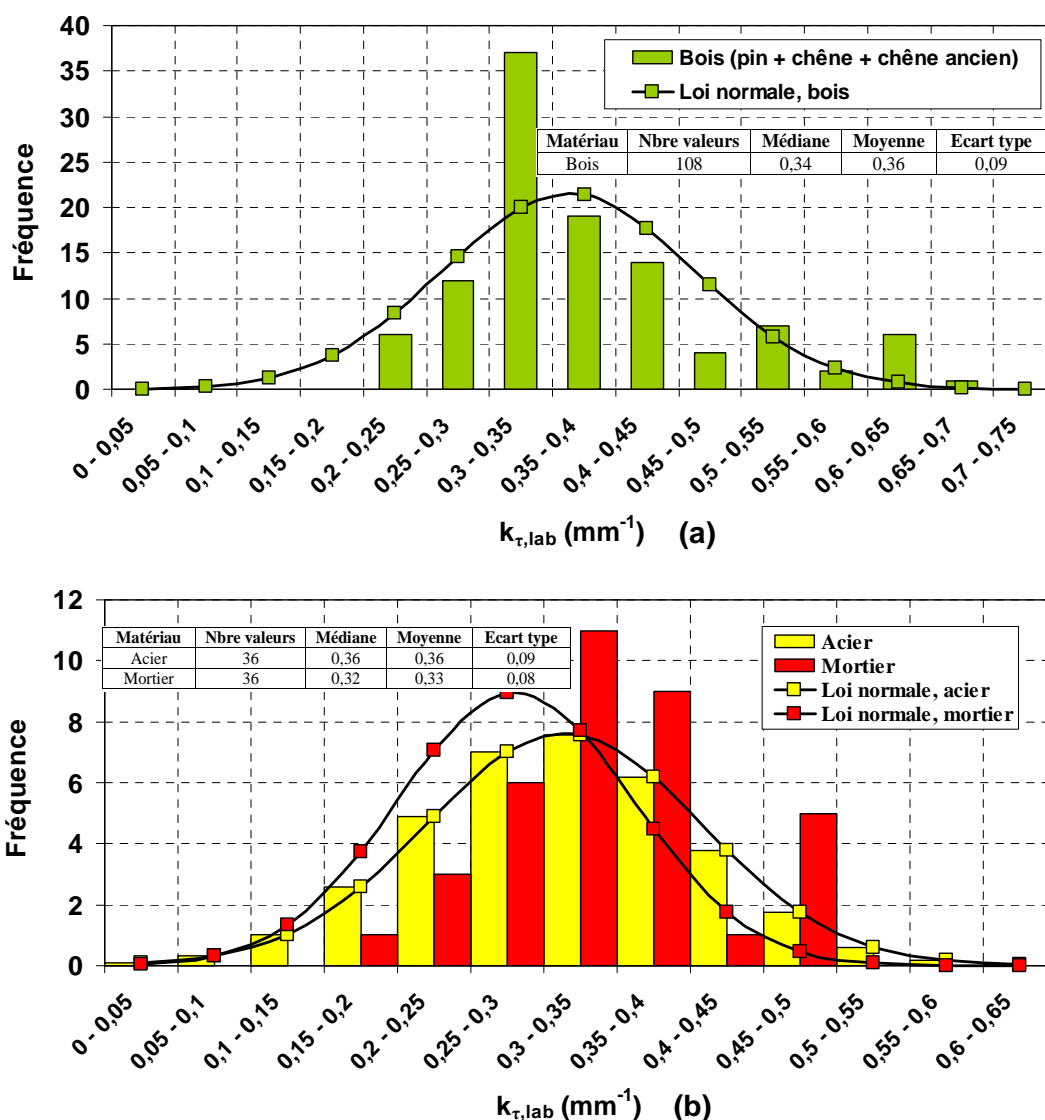 40
35
30
25
20
15
10
5
0
Fréquence
Bois (pin + chêne + chêne ancien)
Loi normale, bois
Matériau Nbre valeurs Médiane Moyenne Ecart type
Bois 108 0,34 0,36 0,09
0 - 0,05
0,05 - 0,1
0,1 - 0,15
0,15 - 0,2
0,2 - 0,25
0,25 - 0,3
0,3 - 0,35
0,35 - 0,4
0,4 - 0,45
0,45 - 0,5
0,5 - 0,55
0,55 - 0,6
0,6 - 0,65
0,65 - 0,7
0,7 - 0,75
kτ,lab (mm⁻¹) (a)
12
10
8
6
4
2
0
Fréquence
Matériau Nbre valeurs Médiane Moyenne Ecart type
Acier 36 0,36 0,36 0,09
Mortier 36 0,32 0,33 0,08
Acier
Mortier
Loi normale, acier
Loi normale, mortier
0 - 0,05
0,05 - 0,1
0,1 - 0,15
0,15 - 0,2
0,2 - 0,25
0,25 - 0,3
0,3 - 0,35
0,35 - 0,4
0,4 - 0,45
0,45 - 0,5
0,5 - 0,55
0,55 - 0,6
0,6 - 0,65
kτ,lab (mm⁻¹) (b)